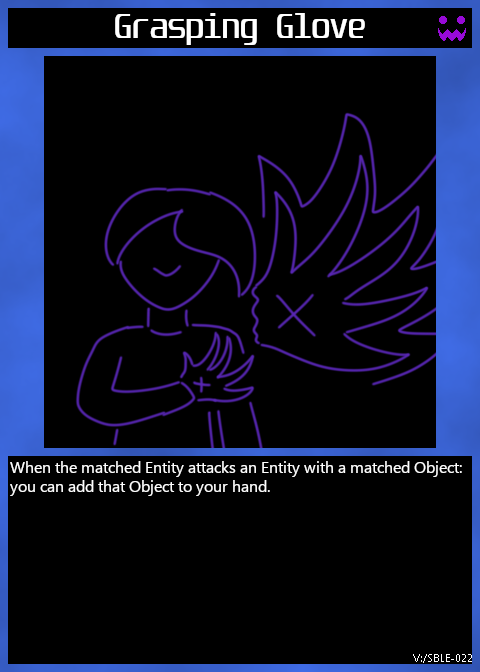 Grasping Glove
When the matched Entity attacks an Entity with a matched Object:
you can add that Object to your hand.
V:/SBLE-022